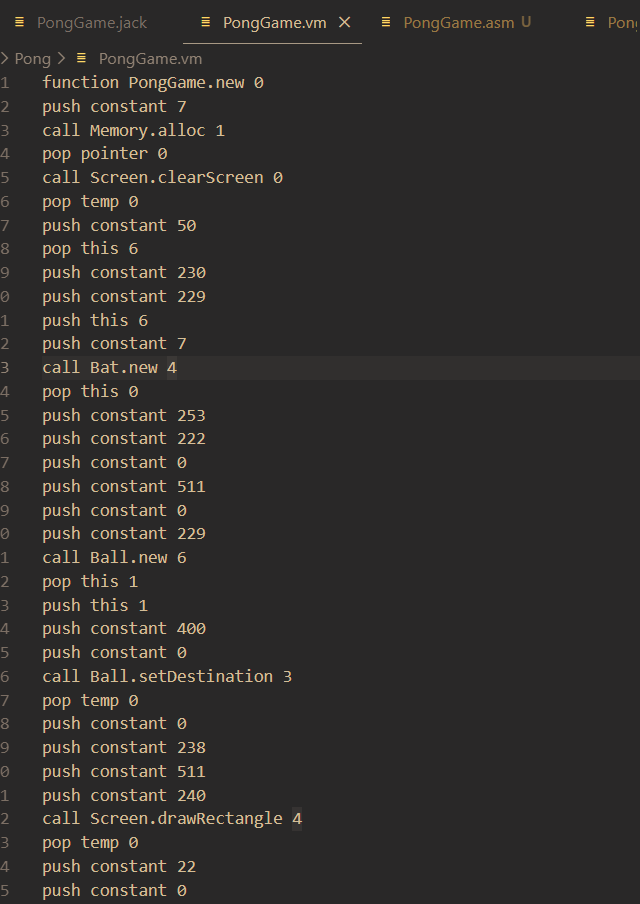 PongGame.jack PongGame.vm PongGame.asm U Pong
Pong PongGame.vm
1 function PongGame.new 0
2 push constant 7
3 call Memory.alloc 1
4 pop pointer 0
5 call Screen.clearScreen 0
6 pop temp 0
7 push constant 50
8 pop this 6
9 push constant 230
0 push constant 229
1 push this 6
2 push constant 7
3 call Bat.new 4
4 pop this 0
5 push constant 253
6 push constant 222
7 push constant 0
8 push constant 511
9 push constant 0
0 push constant 229
1 call Ball.new 6
2 pop this 1
3 push this 1
4 push constant 400
5 push constant 0
6 call Ball.setDestination 3
7 pop temp 0
8 push constant 0
9 push constant 238
0 push constant 511
1 push constant 240
2 call Screen.drawRectangle 4
3 pop temp 0
4 push constant 22
5 push constant 0